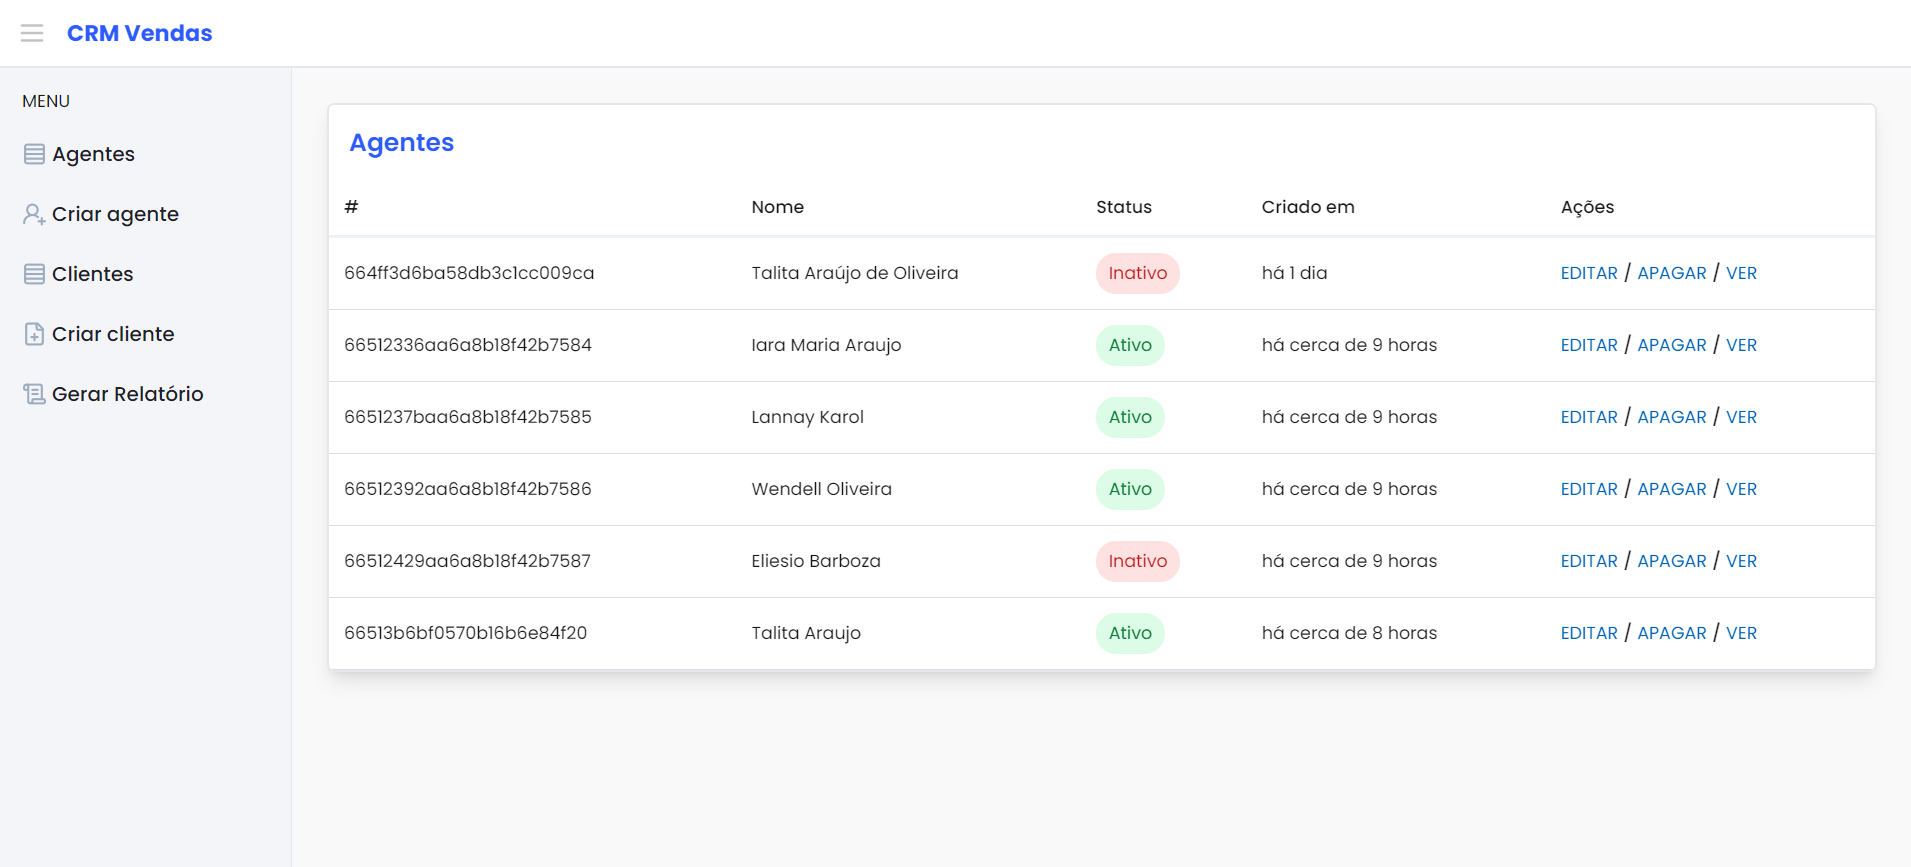 CRM Vendas
MENU
Agentes
Criar agente
Clientes
Criar cliente
Gerar Relatório
Agentes
# Nome Status Criado em Ações
664ff3d6ba58db3c1cc009ca Talita Araújo de Oliveira Inativo há 1 dia EDITAR / APAGAR / VER
66512336aa6a8b18f42b7584 Iara Maria Araujo Ativo há cerca de 9 horas EDITAR / APAGAR / VER
6651237baa6a8b18f42b7585 Lannay Karol Ativo há cerca de 9 horas EDITAR / APAGAR / VER
66512392aa6a8b18f42b7586 Wendell Oliveira Ativo há cerca de 9 horas EDITAR / APAGAR / VER
66512429aa6a8b18f42b7587 Eliesio Barboza Inativo há cerca de 9 horas EDITAR / APAGAR / VER
66513b6bf0570b16b6e84f20 Talita Araujo Ativo há cerca de 8 horas EDITAR / APAGAR / VER